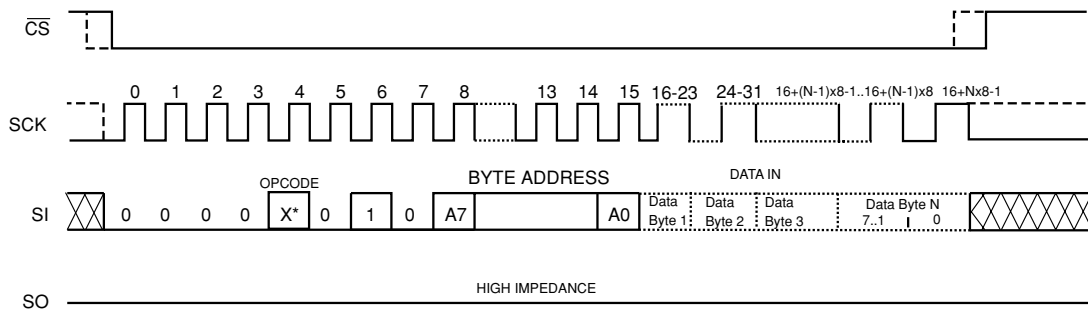 CS
0 1 2 3 4 5 6 7 8 13 14 15 16-23 24-31 16+(N-1)x8-1..16+(N-1)x8 16+Nx8-1
SCK
OPCODE BYTE ADDRESS DATA IN
SI 0 0 0 0 X* 0 1 0 A7 A0 Data Byte 1 Data Byte 2 Data Byte 3 Data Byte N
7..1 0
HIGH IMPEDANCE
SO